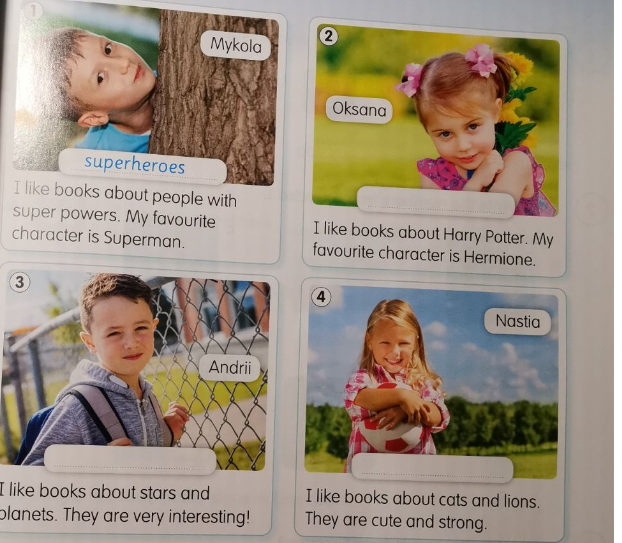 1
Mykola
superheroes
I like books about people with
super powers. My favourite
character is Superman.
2
Oksana
I like books about Harry Potter. My
favourite character is Hermione.
3
Andrii
I like books about stars and
planets. They are very interesting!
4
Nastia
I like books about cats and lions.
They are cute and strong.